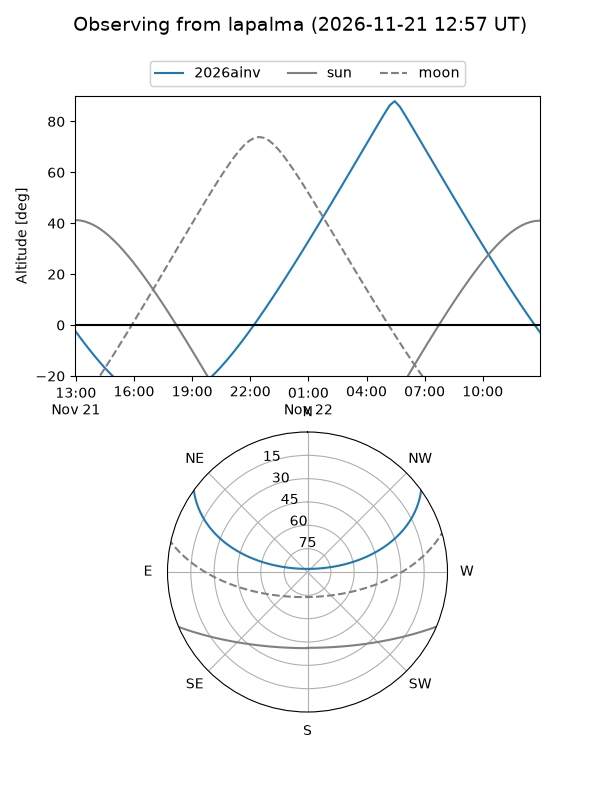 Observing from lapalma (2026-11-21 12:57 UT)
2026ainv sun moon
Altitude [deg]
80
60
40
20
0
−20
13:00 16:00 19:00 22:00 01:00 04:00 07:00 10:00
Nov 21 Nov 22
N
NE NW
15
30
45
60
75
E W
SE SW
S